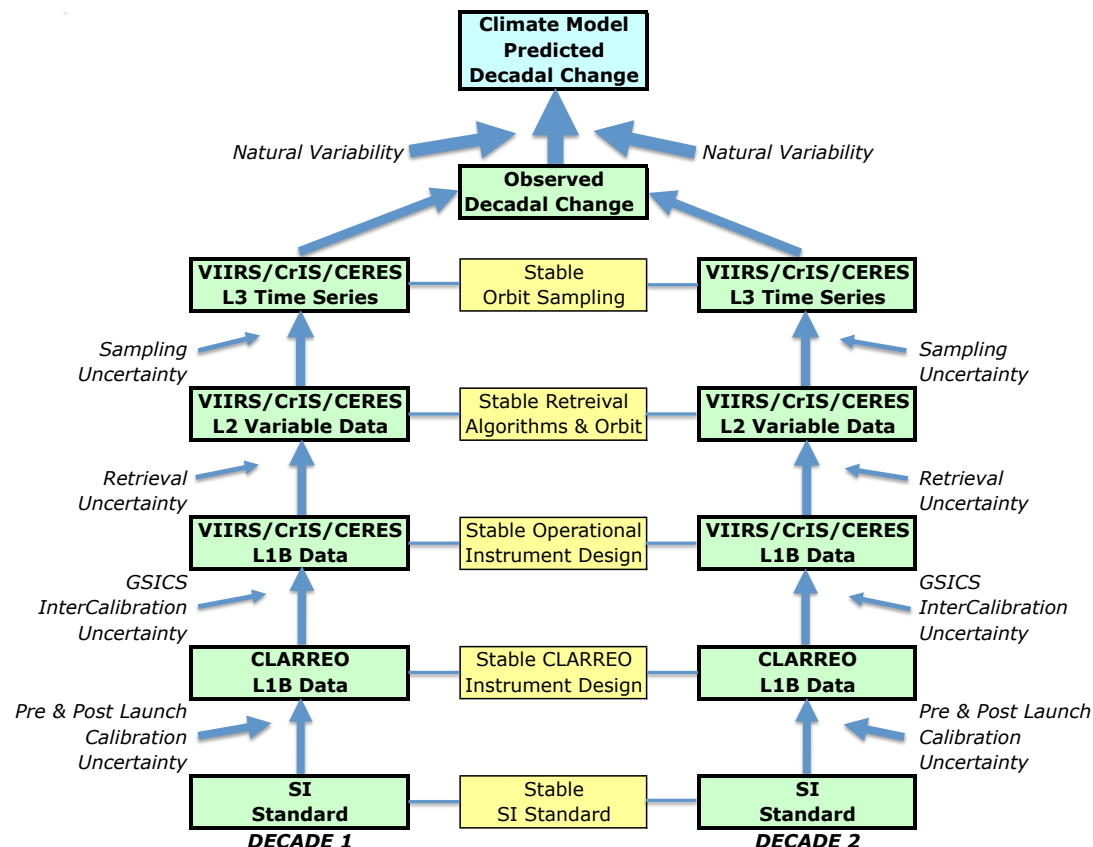 Climate Model
Predicted
Decadal Change
Natural Variability
Natural Variability
Observed
Decadal Change
VIIRS/CrIS/CERES
L3 Time Series
Stable
Orbit Sampling
VIIRS/CrIS/CERES
L3 Time Series
Sampling
Uncertainty
Sampling
Uncertainty
VIIRS/CrIS/CERES
L2 Variable Data
Stable Retreival
Algorithms & Orbit
VIIRS/CrIS/CERES
L2 Variable Data
Retrieval
Uncertainty
Retrieval
Uncertainty
VIIRS/CrIS/CERES
L1B Data
Stable Operational
Instrument Design
VIIRS/CrIS/CERES
L1B Data
GSICS
InterCalibration
Uncertainty
GSICS
InterCalibration
Uncertainty
CLARREO
L1B Data
Stable CLARREO
Instrument Design
CLARREO
L1B Data
Pre & Post Launch
Calibration
Uncertainty
Pre & Post Launch
Calibration
Uncertainty
SI
Standard
Stable
SI Standard
SI
Standard
DECADE 1
DECADE 2